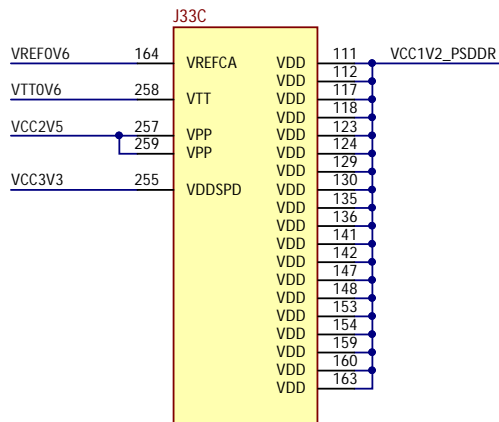 J33C
VREF0V6 164 VREFCA VDD 111 VCC1V2_PSDDR
VDD 112
VTT0V6 258 VTT VDD 117
VDD 118
VCC2V5 257 VPP VDD 123
259 VPP VDD 124
VDD 129
VCC3V3 255 VDDSPD VDD 130
VDD 135
VDD 136
VDD 141
VDD 142
VDD 147
VDD 148
VDD 153
VDD 154
VDD 159
VDD 160
VDD 163